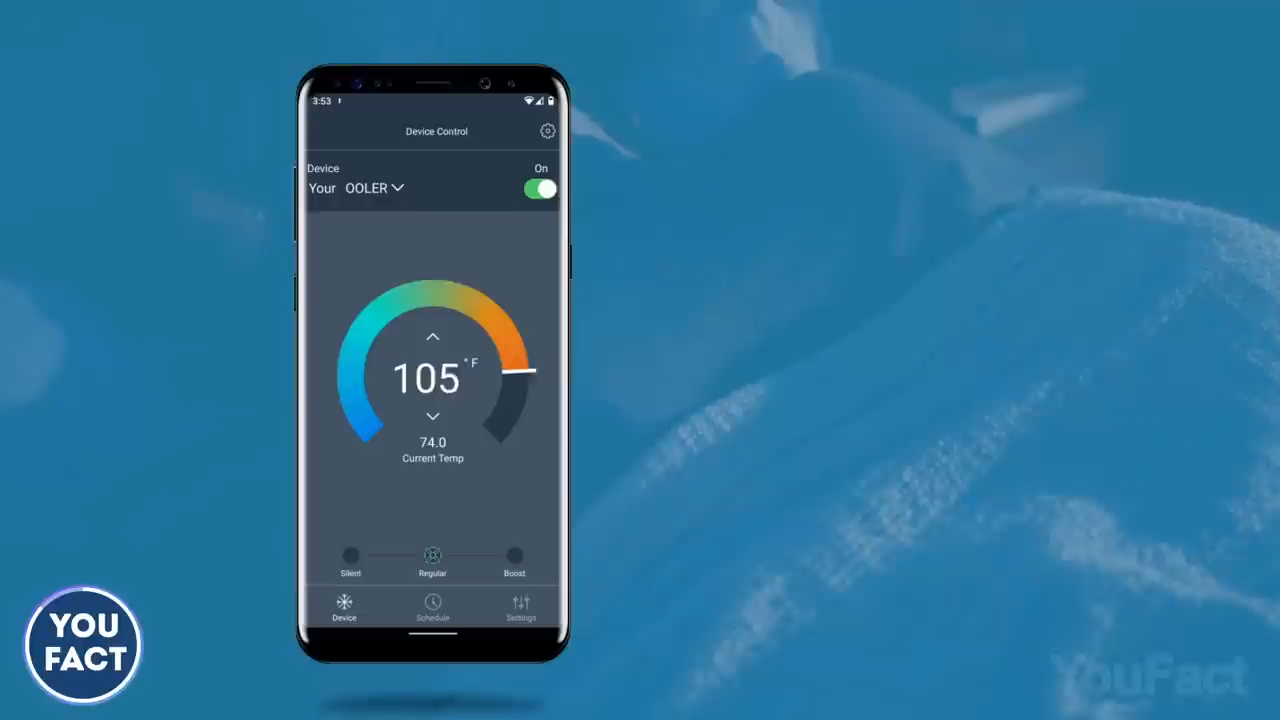 3:53
Device Control
Device
On
Your OOLER
105 °F
74.0
Current Temp
Silent
Regular
Boost
Device
Schedule
Settings
YOU
FACT
YouFact